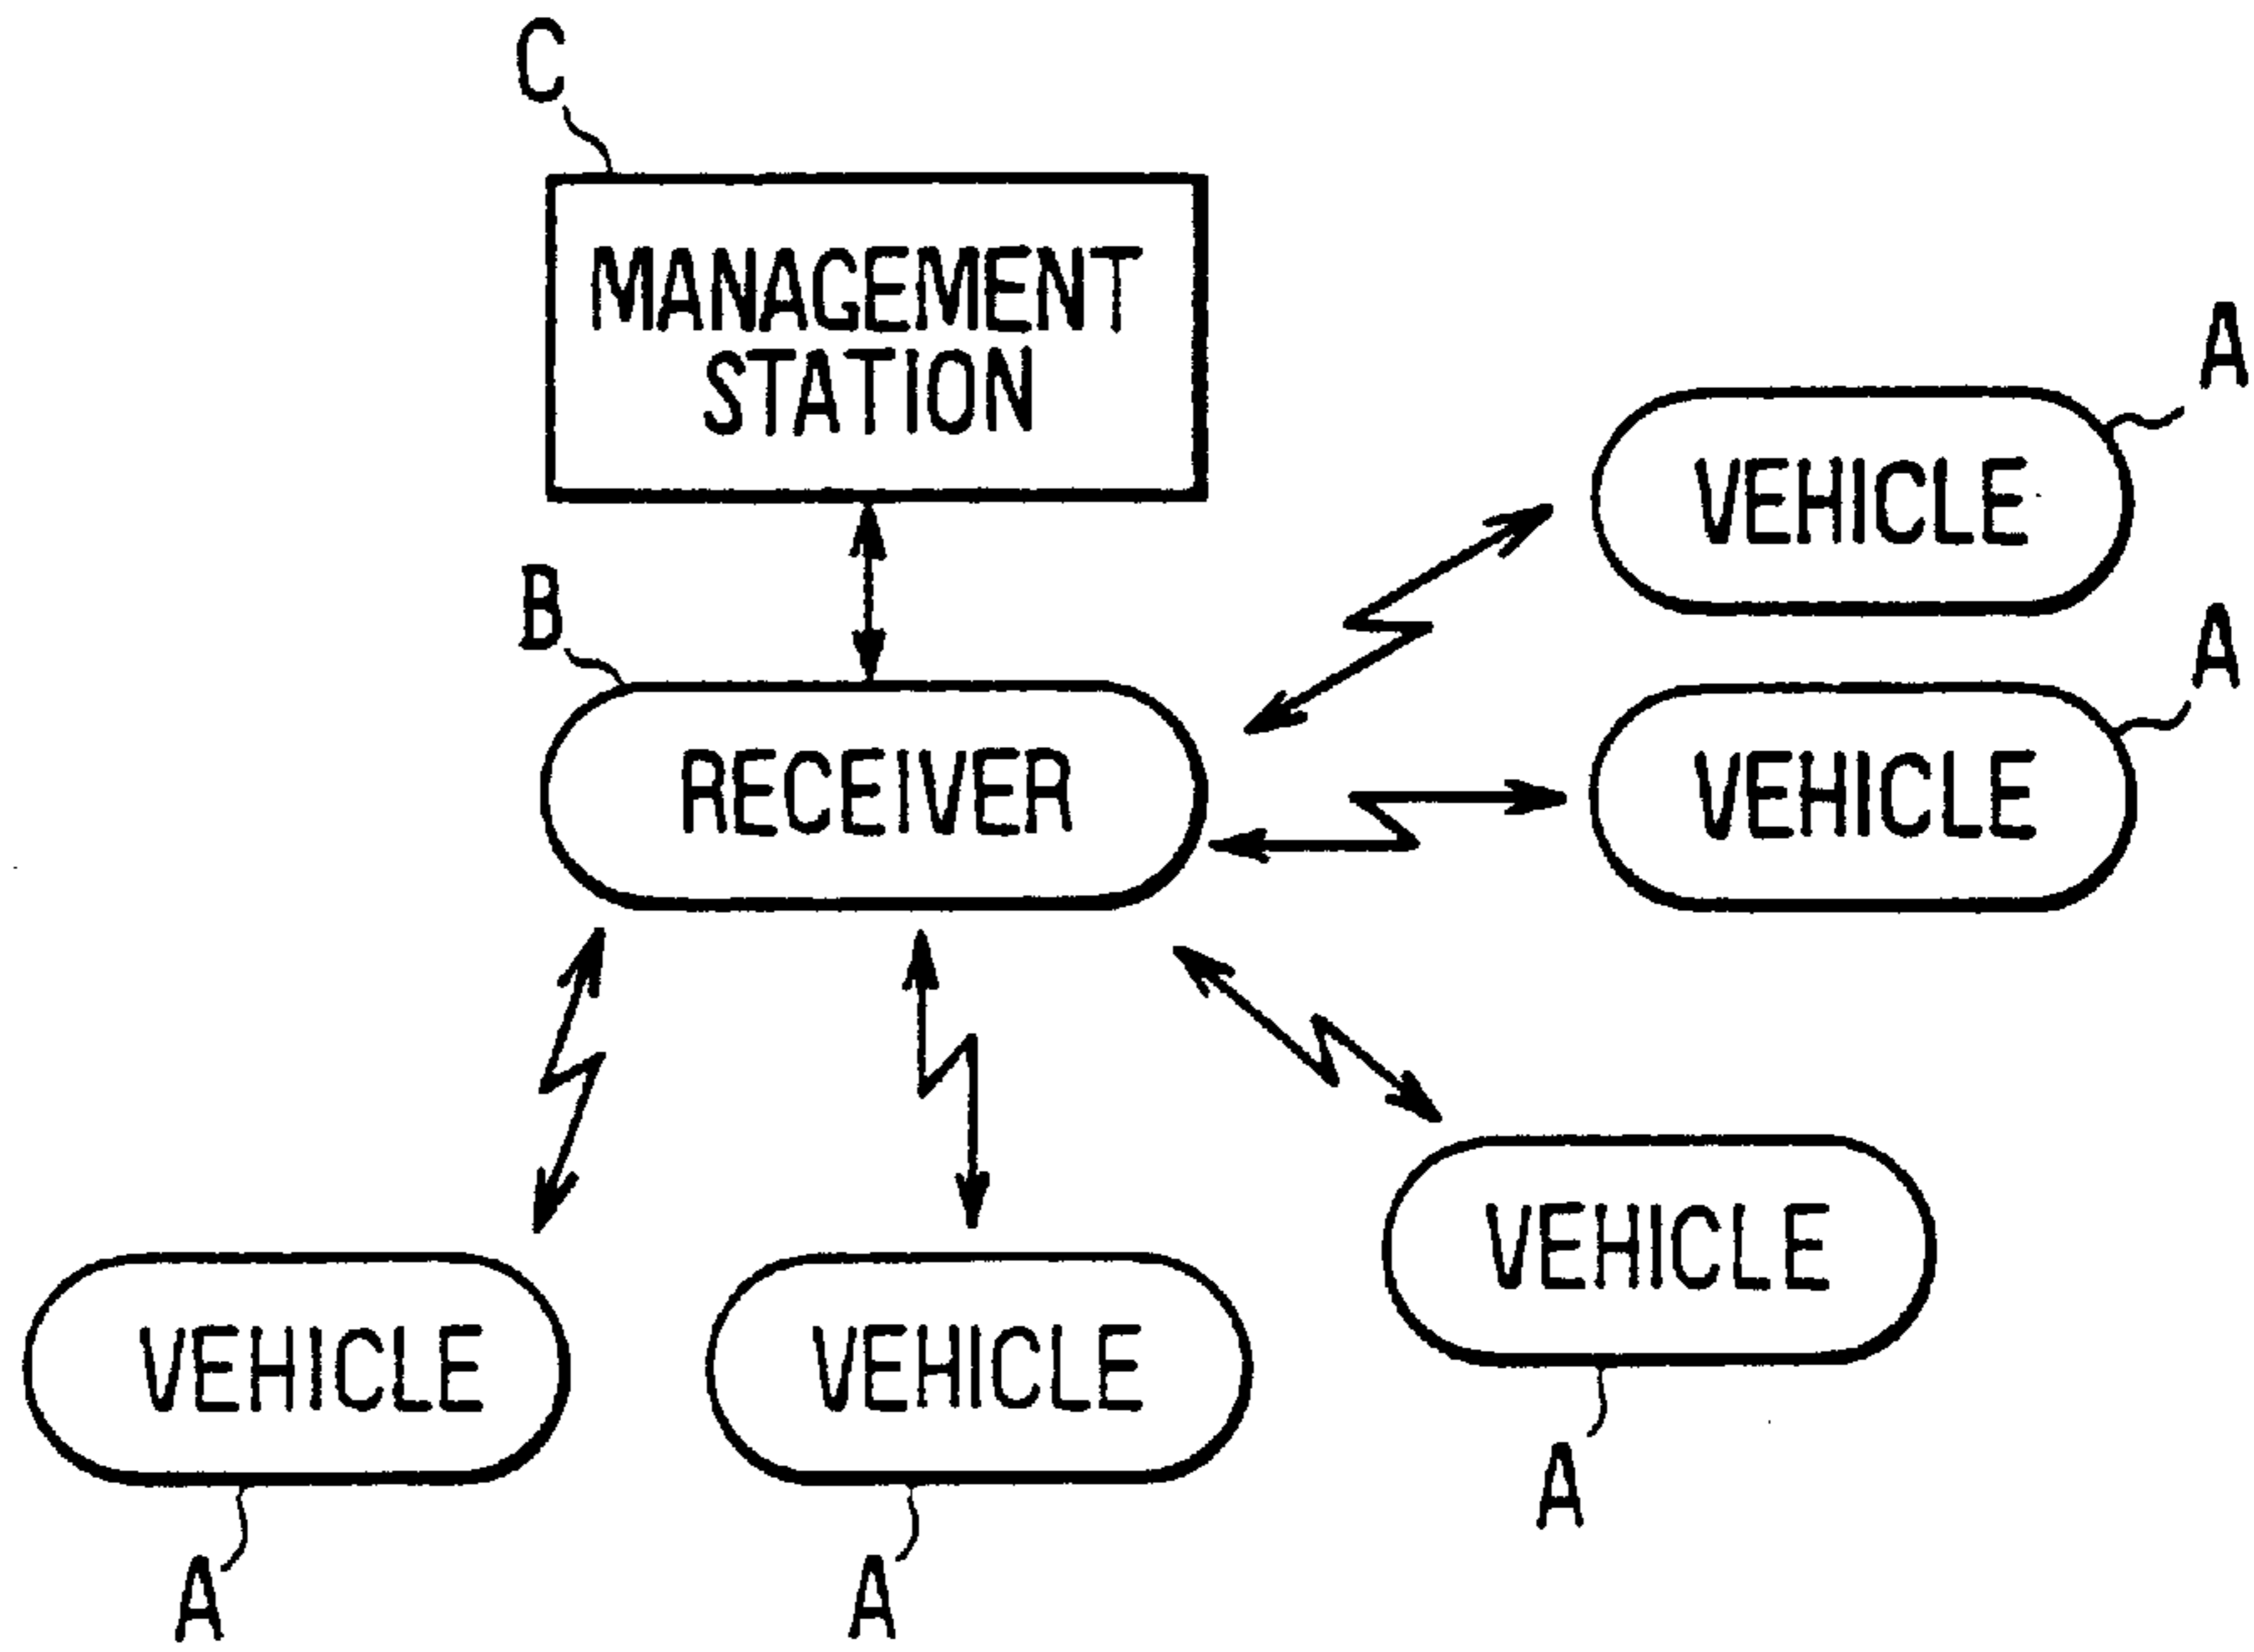 C
MANAGEMENT
STATION
A
VEHICLE
B
A
RECEIVER
VEHICLE
VEHICLE
VEHICLE
VEHICLE
A
A
A